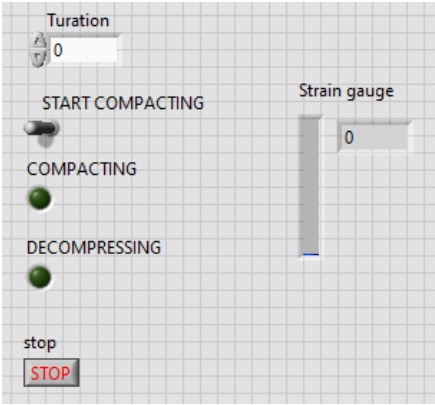 Turation
0
START COMPACTING
Strain gauge
0
COMPACTING
DECOMPRESSING
stop
STOP